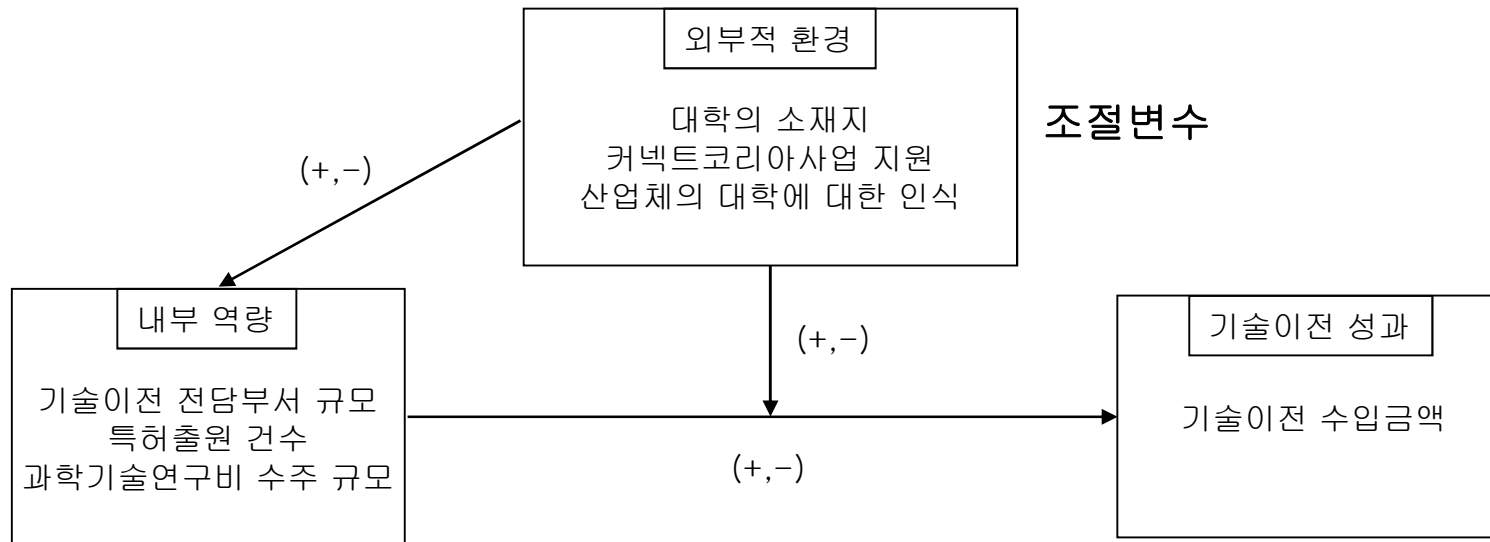 외부적 환경
대학의 소재지
커넥트코리아사업 지원
산업체의 대학에 대한 인식
조절변수
(+,-)
내부 역량
기술이전 전담부서 규모
특허출원 건수
과학기술연구비 수주 규모
(+,-)
(+,-)
기술이전 성과
기술이전 수입금액